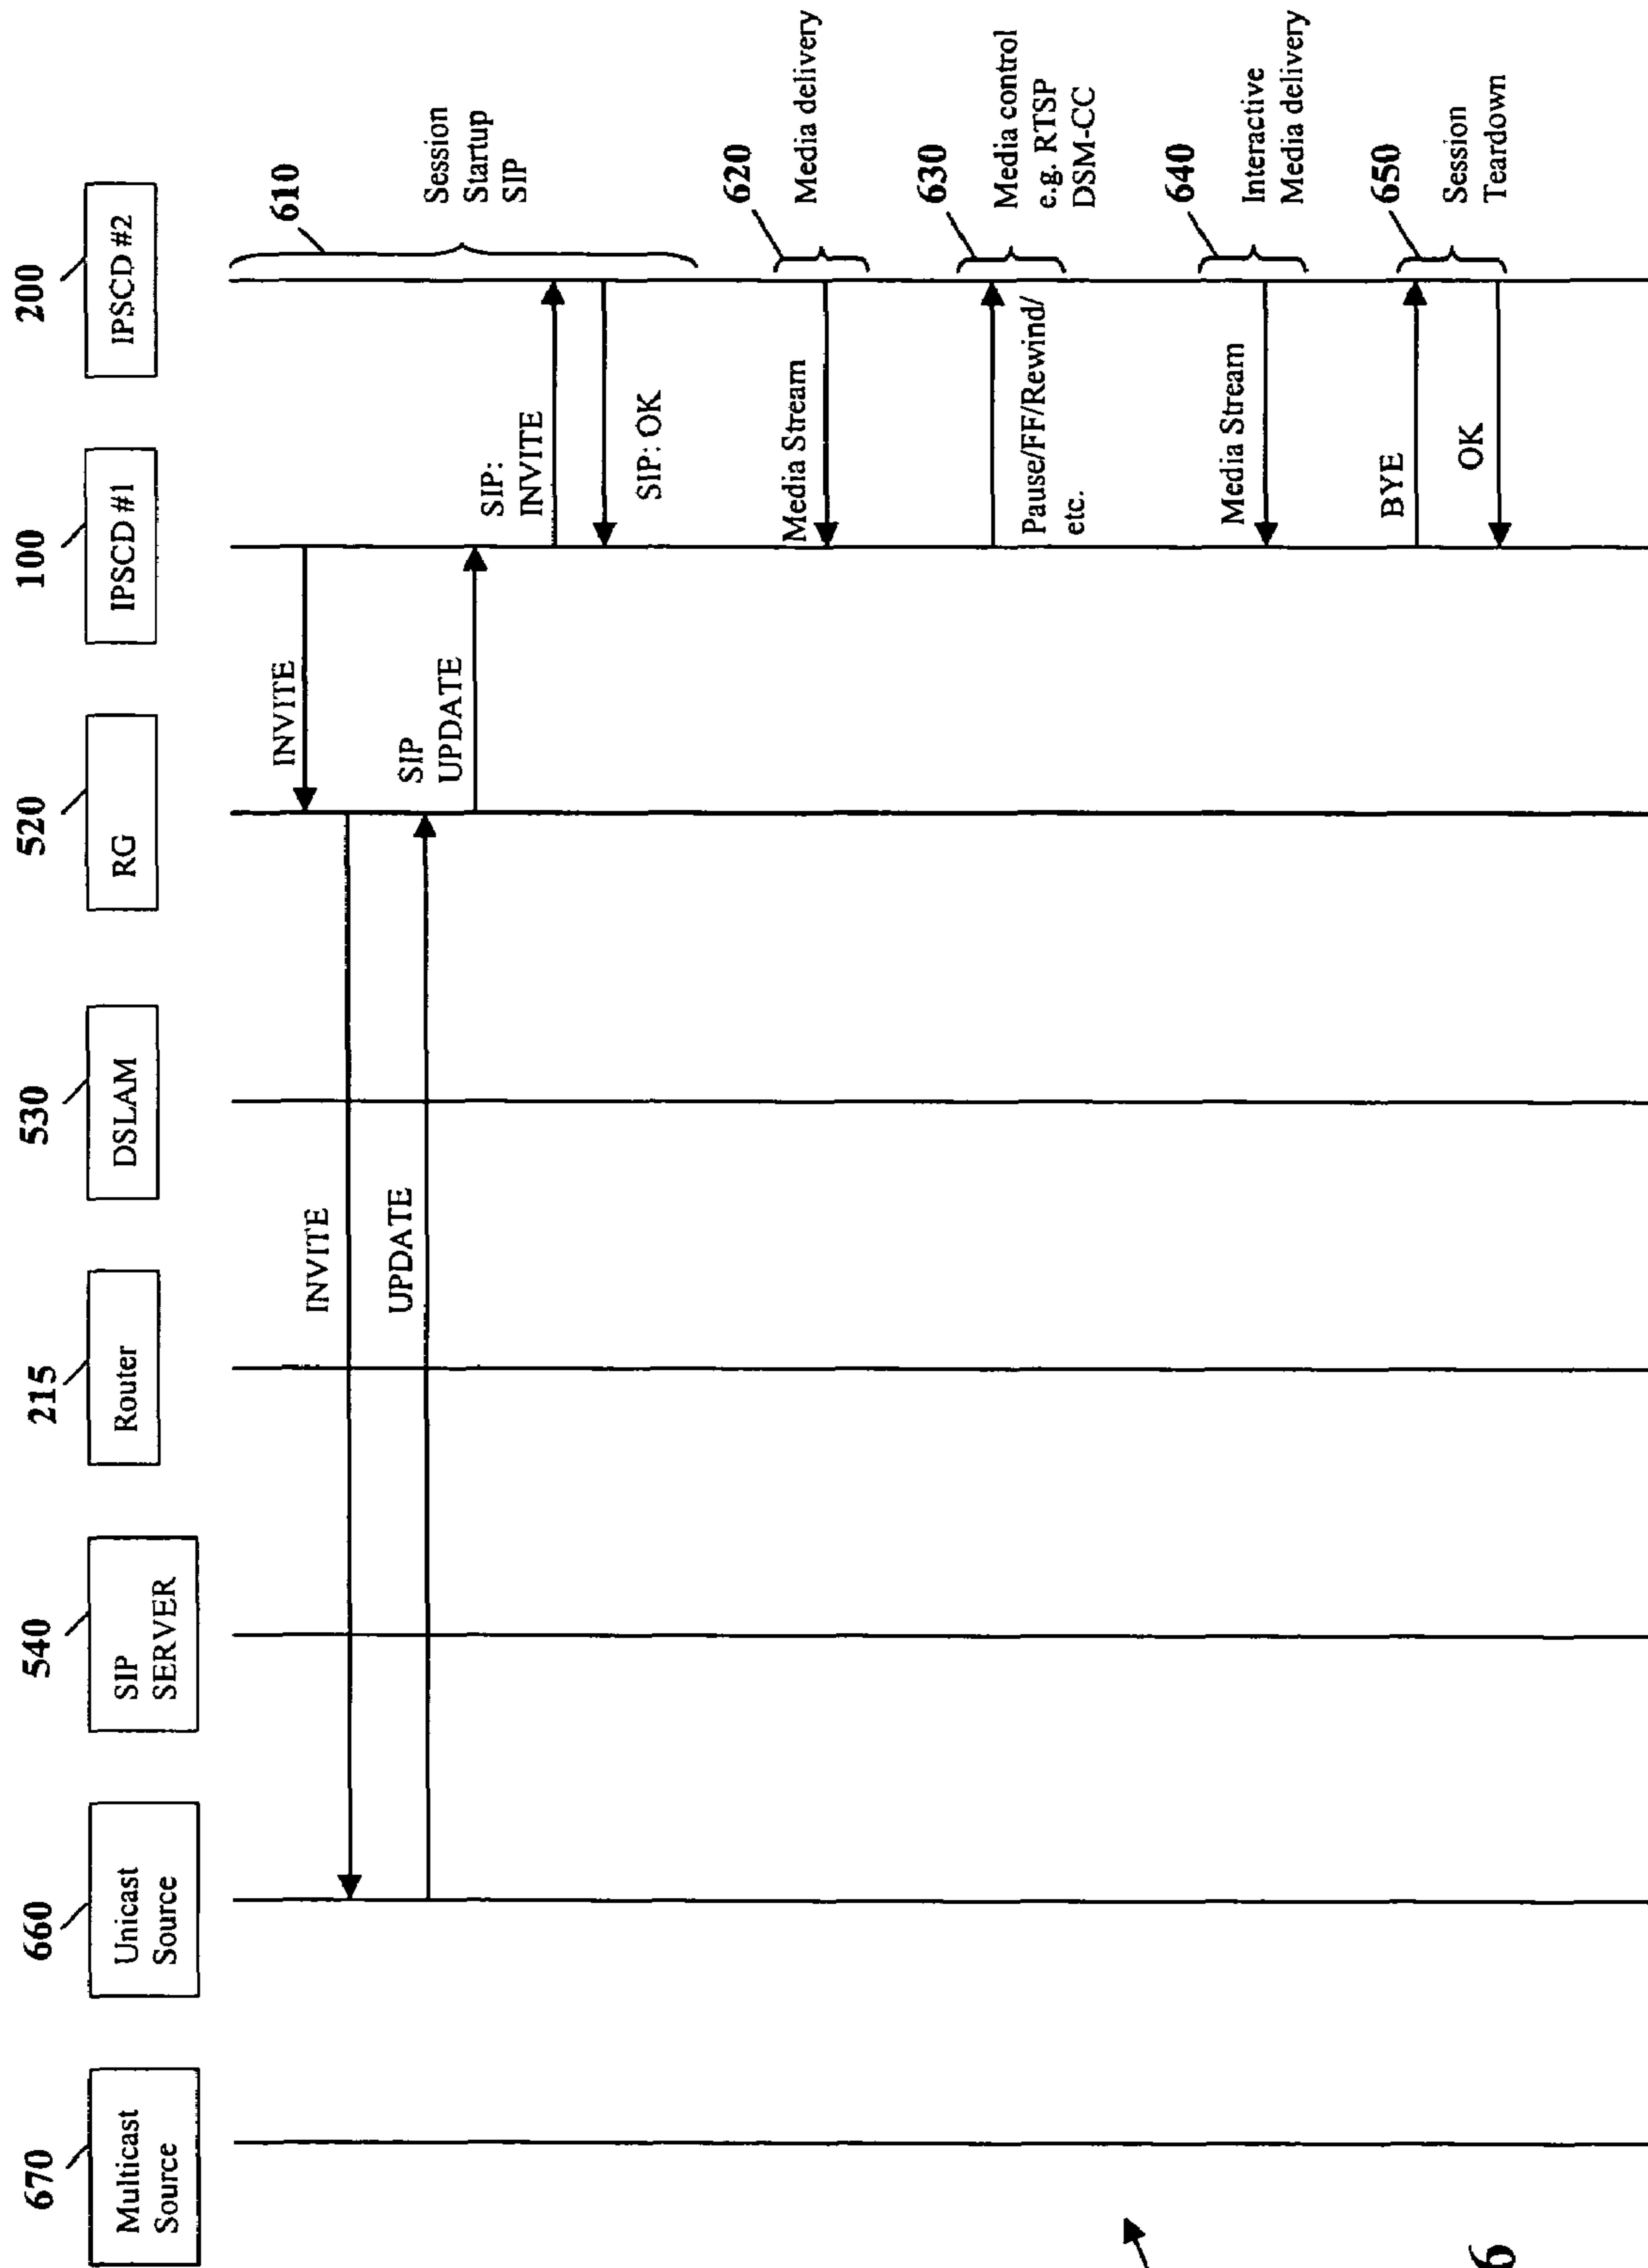 670
660
540
215
530
520
100
200
Multicast
Source
Unicast
Source
SIP
SERVER
Router
DSLAM
RG
IPSCD #1
IPSCD #2
INVITE
610
INVITE
UPDATE
SIP
UPDATE
Session
Startup
SIP
SIP:
INVITE
SIP: OK
620
Media Stream
Media delivery
630
Pause/FF/Rewind/
etc.
Media control
e.g. RTSP
DSM-CC
640
Media Stream
Interactive
Media delivery
650
BYE
OK
Session
Teardown
6